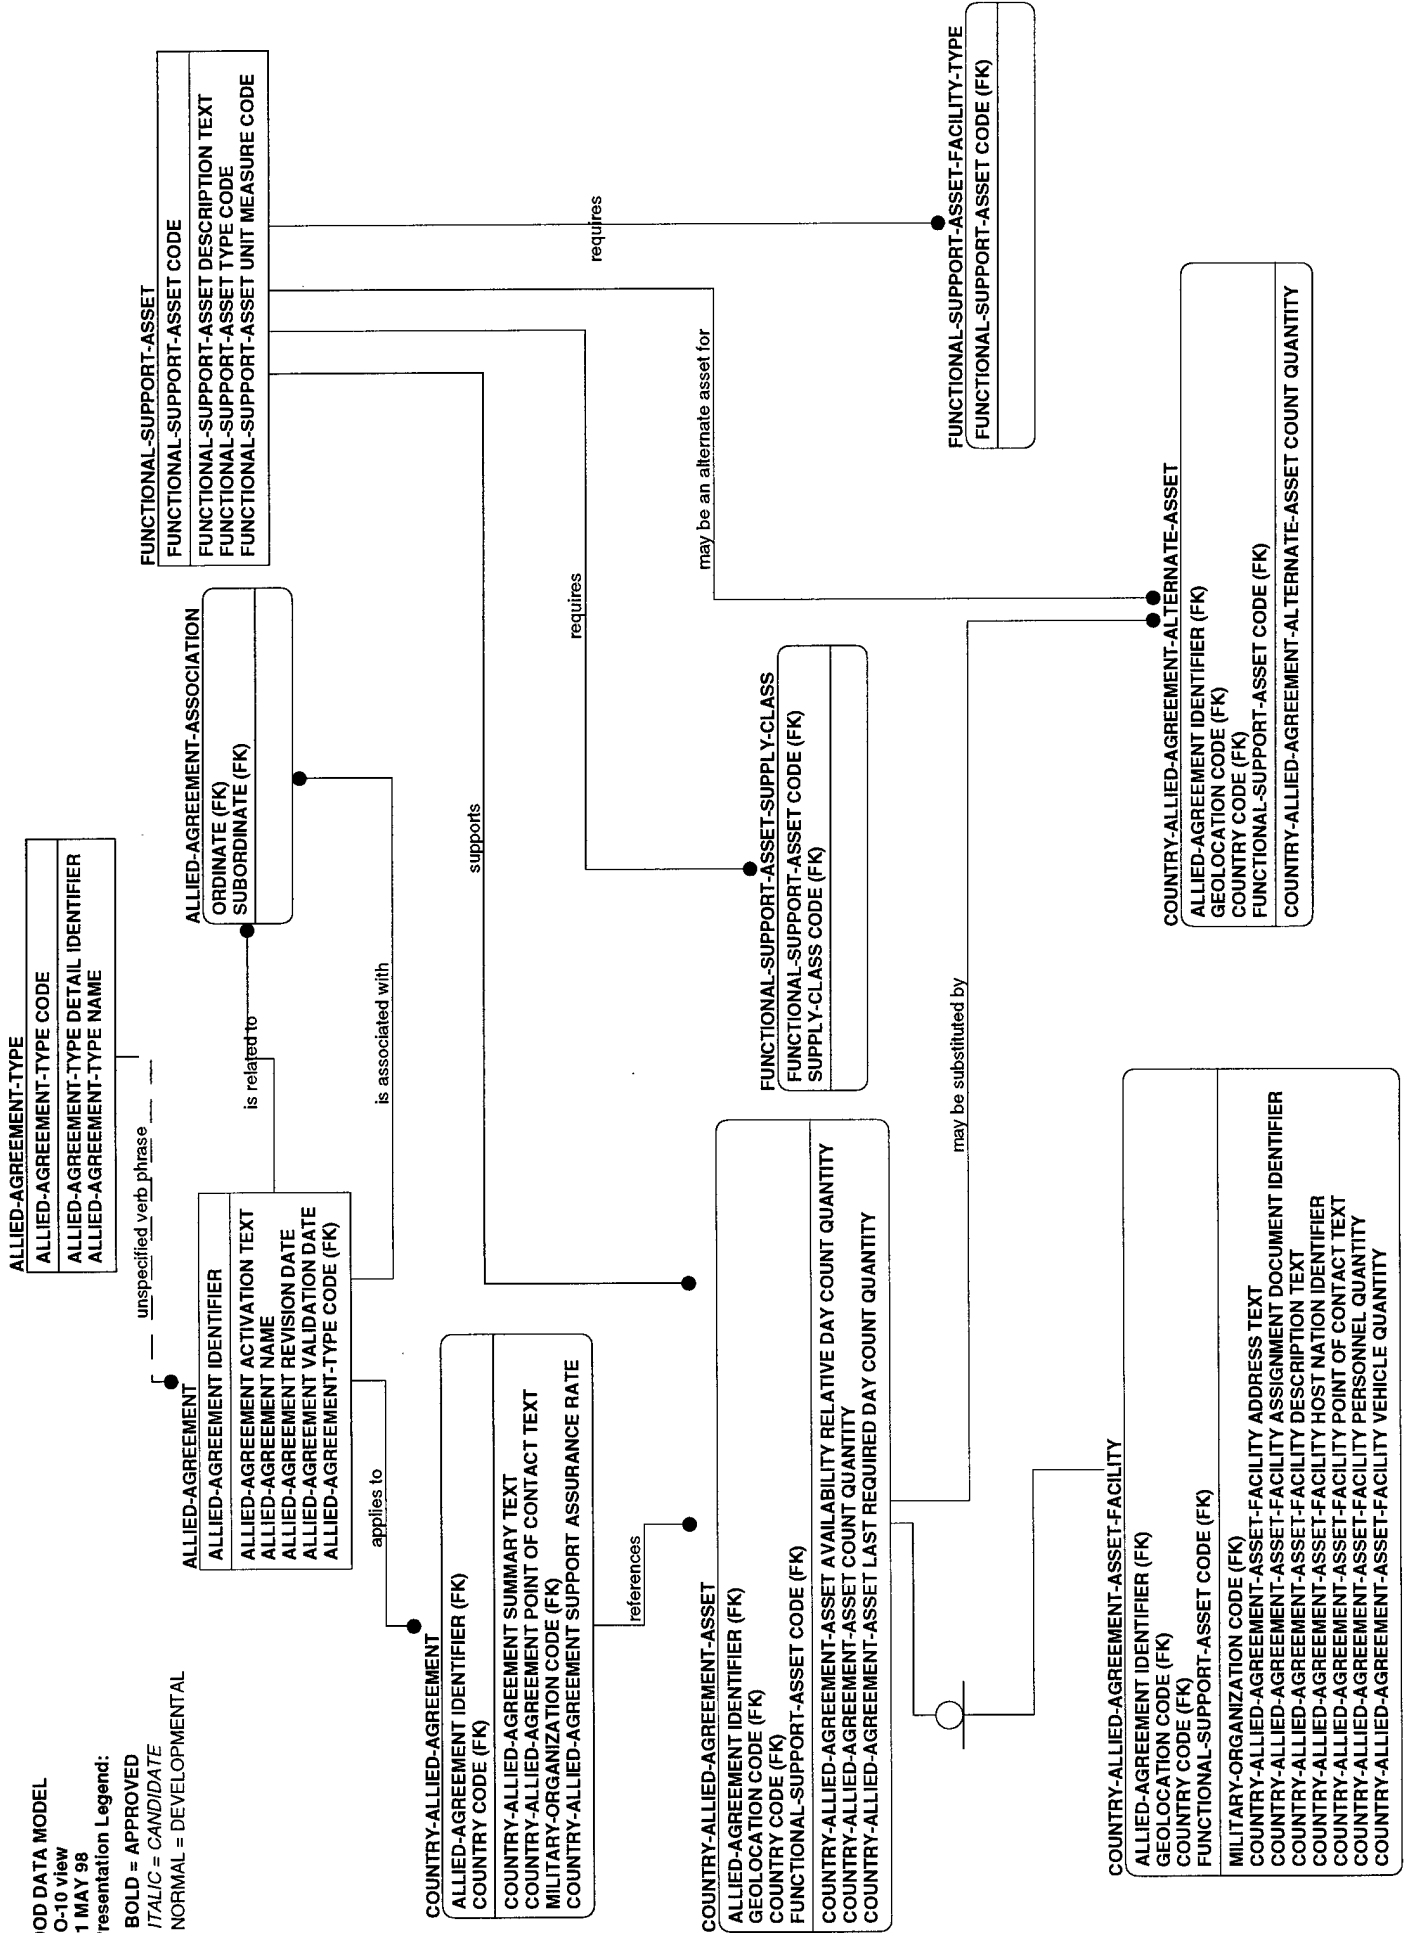 OD DATA MODEL
O-10 view
1 MAY 98
resentation Legend:
BOLD = APPROVED
ITALIC = CANDIDATE
NORMAL = DEVELOPMENTAL
ALLIED-AGREEMENT-TYPE
ALLIED-AGREEMENT-TYPE CODE
ALLIED-AGREEMENT-TYPE DETAIL IDENTIFIER
ALLIED-AGREEMENT-TYPE NAME
unspecified verb phrase
ALLIED-AGREEMENT
ALLIED-AGREEMENT IDENTIFIER
ALLIED-AGREEMENT ACTIVATION TEXT
ALLIED-AGREEMENT NAME
ALLIED-AGREEMENT REVISION DATE
ALLIED-AGREEMENT VALIDATION DATE
ALLIED-AGREEMENT-TYPE CODE (FK)
is related to
is associated with
ALLIED-AGREEMENT-ASSOCIATION
ORDINATE (FK)
SUBORDINATE (FK)
FUNCTIONAL-SUPPORT-ASSET
FUNCTIONAL-SUPPORT-ASSET CODE
FUNCTIONAL-SUPPORT-ASSET DESCRIPTION TEXT
FUNCTIONAL-SUPPORT-ASSET TYPE CODE
FUNCTIONAL-SUPPORT-ASSET UNIT MEASURE CODE
applies to
COUNTRY-ALLIED-AGREEMENT
ALLIED-AGREEMENT IDENTIFIER (FK)
COUNTRY CODE (FK)
COUNTRY-ALLIED-AGREEMENT SUMMARY TEXT
COUNTRY-ALLIED-AGREEMENT POINT OF CONTACT TEXT
MILITARY-ORGANIZATION CODE (FK)
COUNTRY-ALLIED-AGREEMENT SUPPORT ASSURANCE RATE
supports
requires
requires
may be an alternate asset for
references
COUNTRY-ALLIED-AGREEMENT-ASSET
ALLIED-AGREEMENT IDENTIFIER (FK)
GEOLOCATION CODE (FK)
COUNTRY CODE (FK)
FUNCTIONAL-SUPPORT-ASSET CODE (FK)
COUNTRY-ALLIED-AGREEMENT-ASSET AVAILABILITY RELATIVE DAY COUNT QUANTITY
COUNTRY-ALLIED-AGREEMENT-ASSET COUNT QUANTITY
COUNTRY-ALLIED-AGREEMENT-ASSET LAST REQUIRED DAY COUNT QUANTITY
FUNCTIONAL-SUPPORT-ASSET-SUPPLY-CLASS
FUNCTIONAL-SUPPORT-ASSET CODE (FK)
SUPPLY-CLASS CODE (FK)
FUNCTIONAL-SUPPORT-ASSET-FACILITY-TYPE
FUNCTIONAL-SUPPORT-ASSET CODE (FK)
may be substituted by
COUNTRY-ALLIED-AGREEMENT-ASSET-FACILITY
ALLIED-AGREEMENT IDENTIFIER (FK)
GEOLOCATION CODE (FK)
COUNTRY CODE (FK)
FUNCTIONAL-SUPPORT-ASSET CODE (FK)
MILITARY-ORGANIZATION CODE (FK)
COUNTRY-ALLIED-AGREEMENT-ASSET-FACILITY ADDRESS TEXT
COUNTRY-ALLIED-AGREEMENT-ASSET-FACILITY ASSIGNMENT DOCUMENT IDENTIFIER
COUNTRY-ALLIED-AGREEMENT-ASSET-FACILITY DESCRIPTION TEXT
COUNTRY-ALLIED-AGREEMENT-ASSET-FACILITY HOST NATION IDENTIFIER
COUNTRY-ALLIED-AGREEMENT-ASSET-FACILITY POINT OF CONTACT TEXT
COUNTRY-ALLIED-AGREEMENT-ASSET-FACILITY PERSONNEL QUANTITY
COUNTRY-ALLIED-AGREEMENT-ASSET-FACILITY VEHICLE QUANTITY
COUNTRY-ALLIED-AGREEMENT-ALTERNATE-ASSET
ALLIED-AGREEMENT IDENTIFIER (FK)
GEOLOCATION CODE (FK)
COUNTRY CODE (FK)
FUNCTIONAL-SUPPORT-ASSET CODE (FK)
COUNTRY-ALLIED-AGREEMENT-ALTERNATE-ASSET COUNT QUANTITY